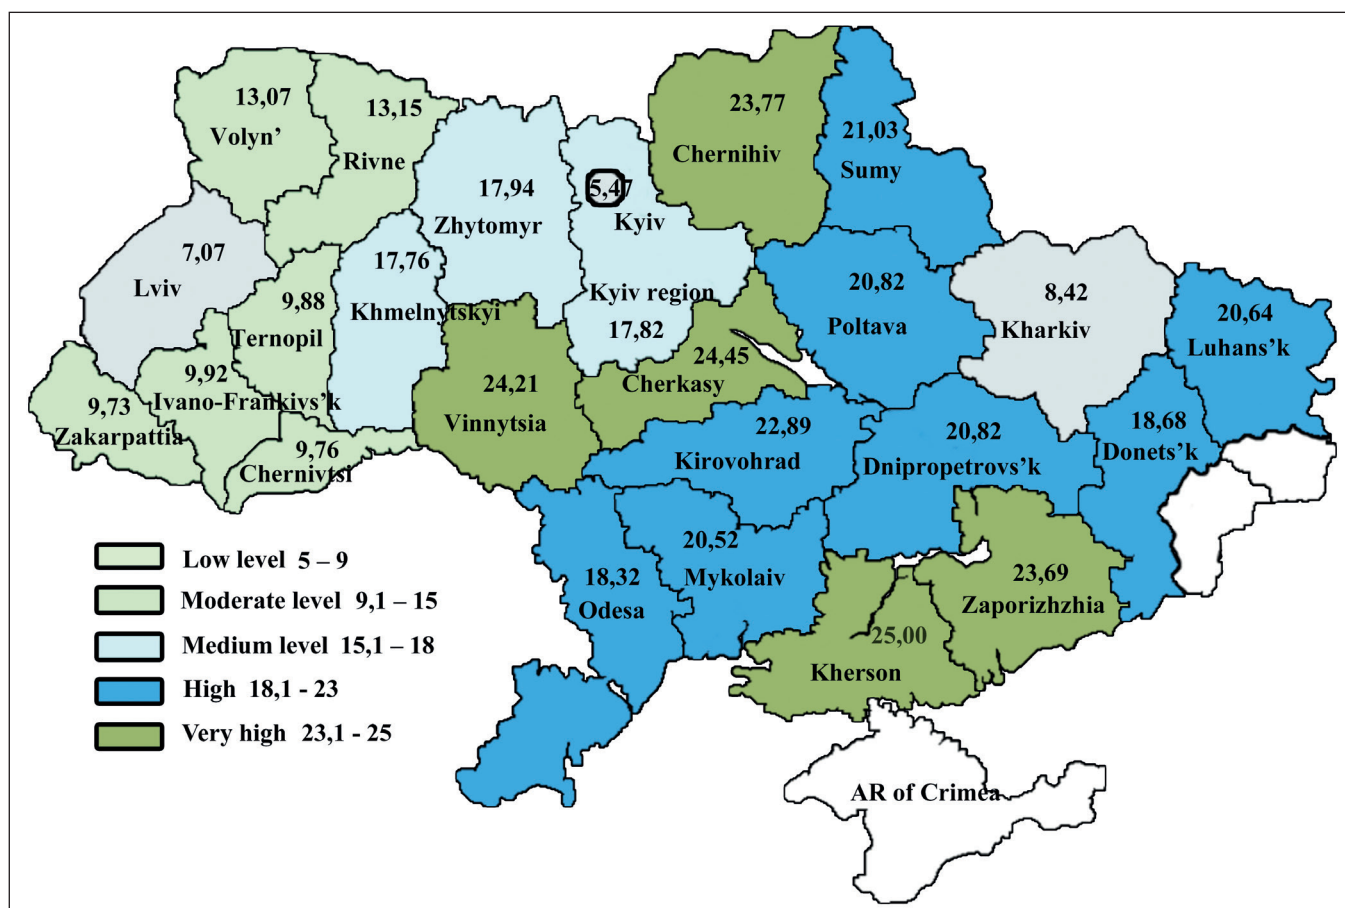 13,07
Volyn’
13,15
Rivne
17,94
Zhytomyr
5,47
Kyiv
23,77
Chernihiv
21,03
Sumy
7,07
Lviv
9,88
Ternopil
17,76
Khmelnytskyi
Kyiv region
17,82
20,82
Poltava
8,42
Kharkiv
20,64
Luhans’k
9,73
Zakarpattia
9,92
Ivano-Frankivs’k
9,76
Chernivtsi
24,21
Vinnytsia
24,45
Cherkasy
22,89
Kirovohrad
20,82
Dnipropetrovs’k
18,68
Donets’k
18,32
Odesa
20,52
Mykolaiv
25,00
Kherson
23,69
Zaporizhzhia
AR of Crimea
Low level 5 – 9
Moderate level 9,1 – 15
Medium level 15,1 – 18
High 18,1 - 23
Very high 23,1 - 25